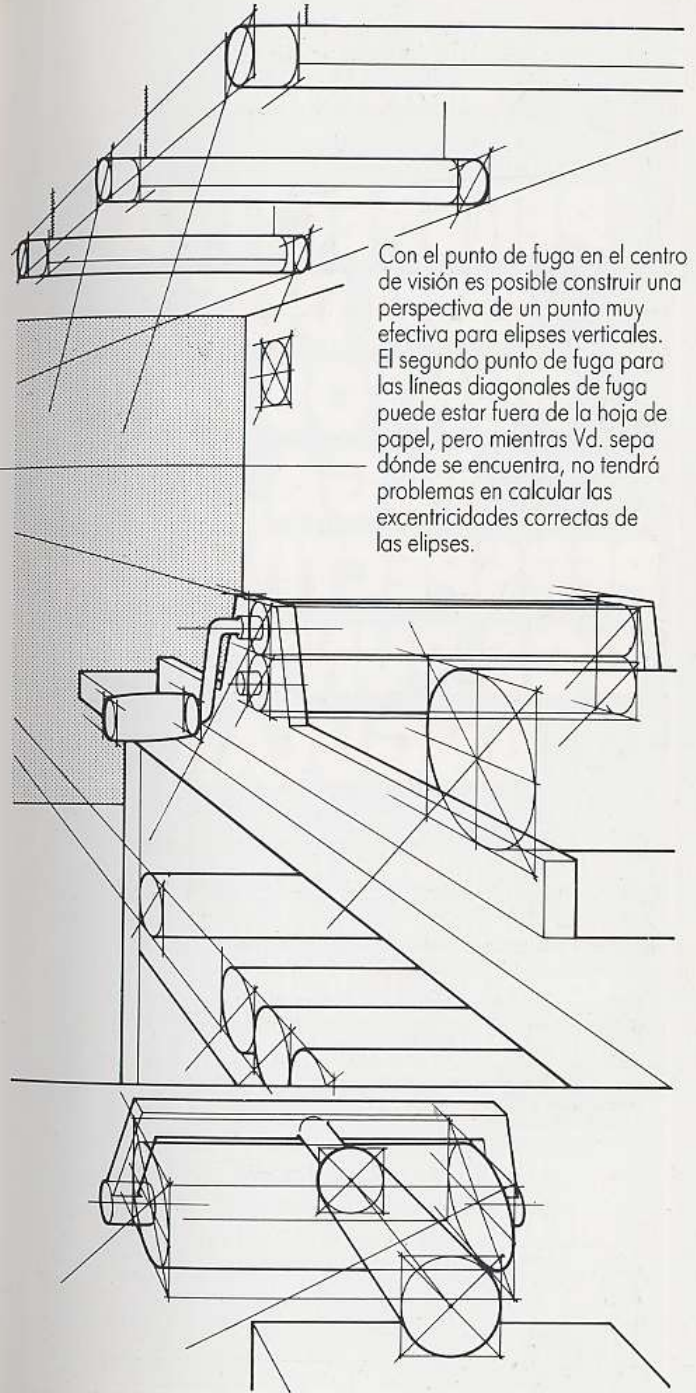 Con el punto de fuga en el centro
de visión es posible construir una
perspectiva de un punto muy
efectiva para elipses verticales.
El segundo punto de fuga para
las líneas diagonales de fuga
puede estar fuera de la hoja de
papel, pero mientras Vd. sepa
dónde se encuentra, no tendrá
problemas en calcular las
excentricidades correctas de
las elipses.